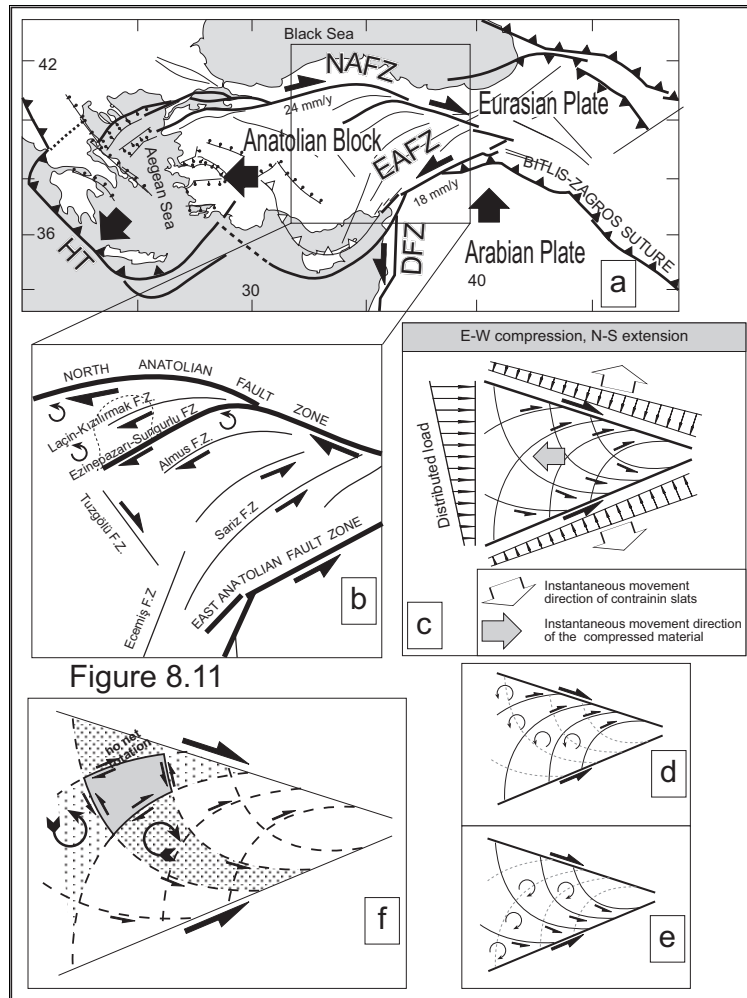 Black Sea
42
NAFZ
24 mm/y
Eurasian Plate
Anatolian Block
Aegean Sea
EAFZ
18 mm/y
BITLIS-ZAGROS SUTURE
36
HT
DFZ
Arabian Plate
30
40
a
NORTH ANATOLIAN FAULT ZONE
Laçin-Kızılırmak F.Z.
Ezinepazarı-Sungurlu F.Z.
Almus F.Z.
Tuzgölü F.Z.
Sariz F.Z
Ecemiş F.Z
EAST ANATOLIAN FAULT ZONE
b
E-W compression, N-S extension
Distributed load
c
Instantaneous movement
direction of contrainin slats
Instantaneous movement direction
of the compressed material
Figure 8.11
no net
rotation
f
d
e